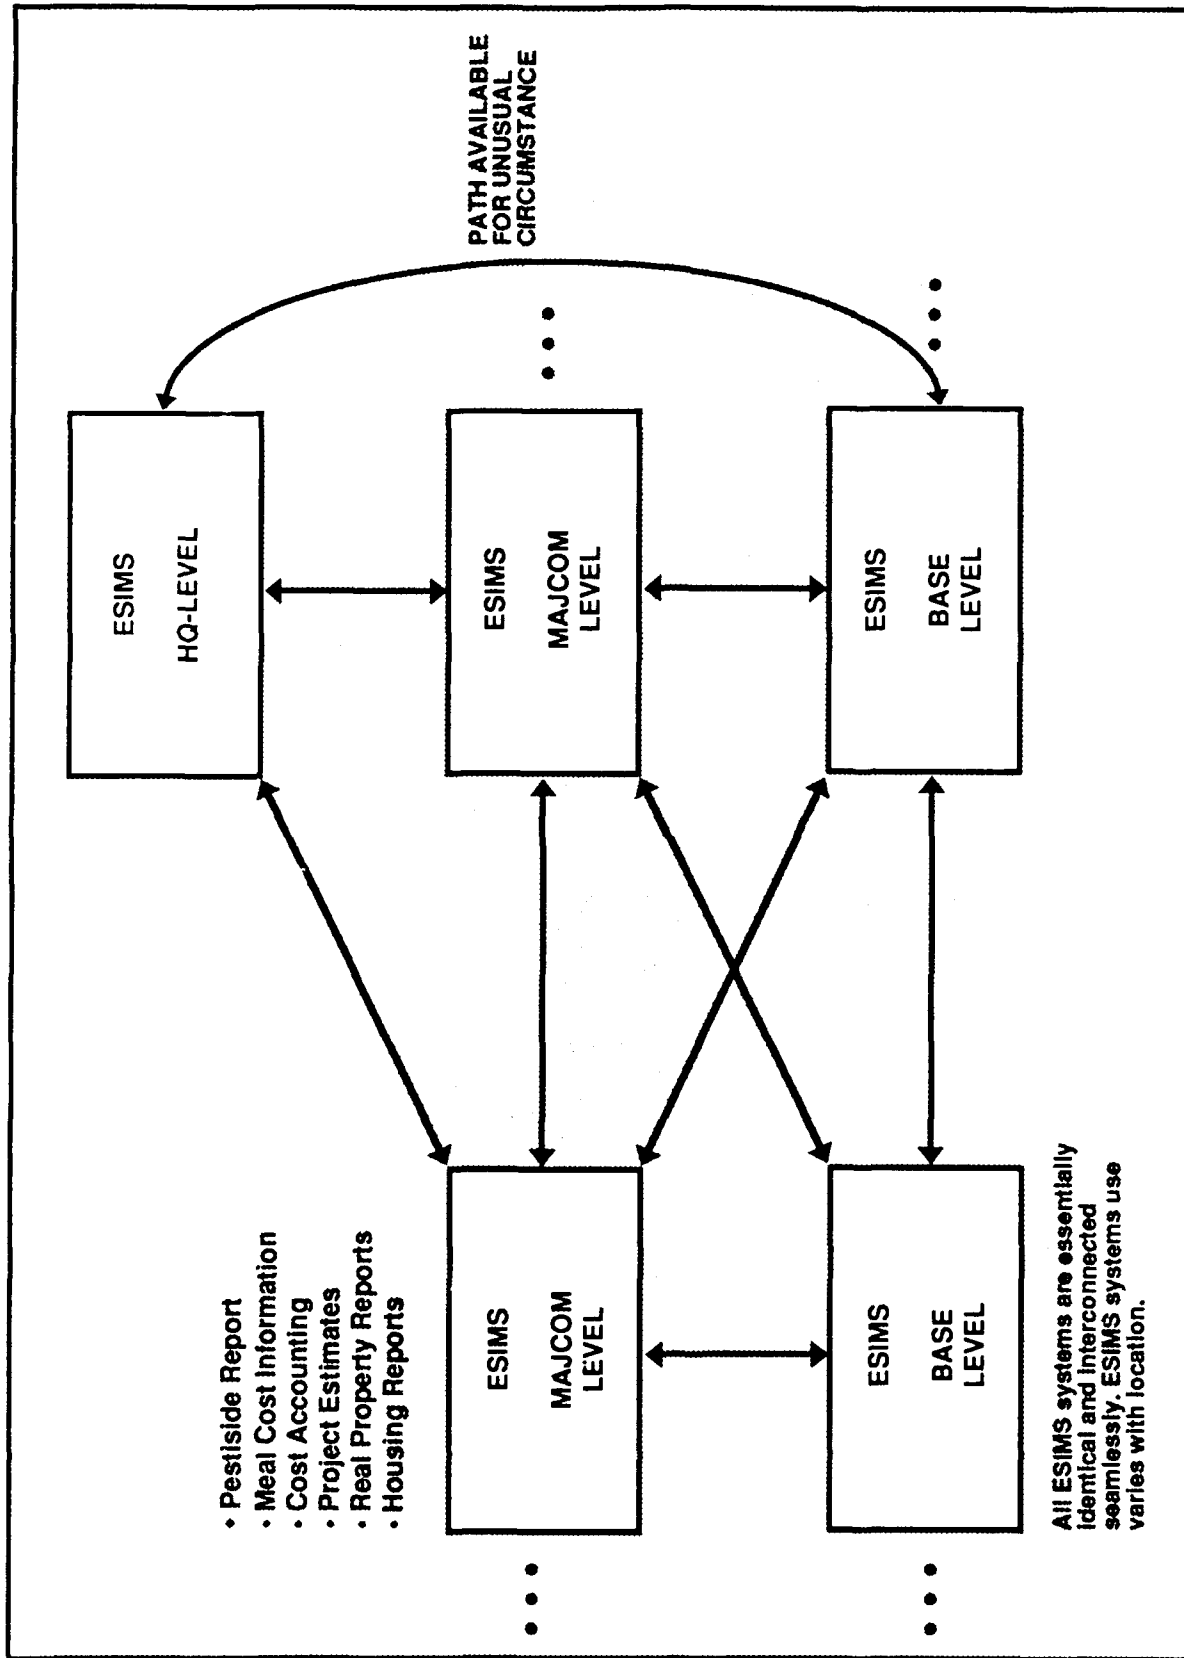 • Pestiside Report
• Meal Cost Information
• Cost Accounting
• Project Estimates
• Real Property Reports
• Housing Reports
ESIMS
HQ-LEVEL
PATH AVAILABLE
FOR UNUSUAL
CIRCUMSTANCE
• • •
ESIMS
MAJCOM
LEVEL
ESIMS
MAJCOM
LEVEL
• • •
• • •
ESIMS
BASE
LEVEL
ESIMS
BASE
LEVEL
• • •
All ESIMS systems are essentially
identical and interconnected
seamlessly. ESIMS systems use
varies with location.